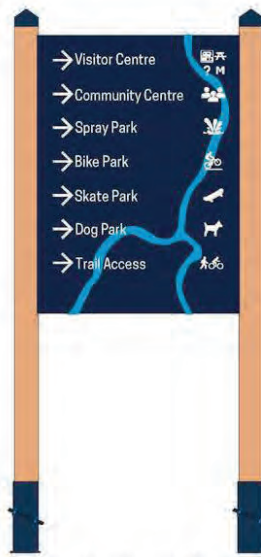 → Visitor Centre
? M
→ Community Centre
→ Spray Park
→ Bike Park
→ Skate Park
→ Dog Park
→ Trail Access